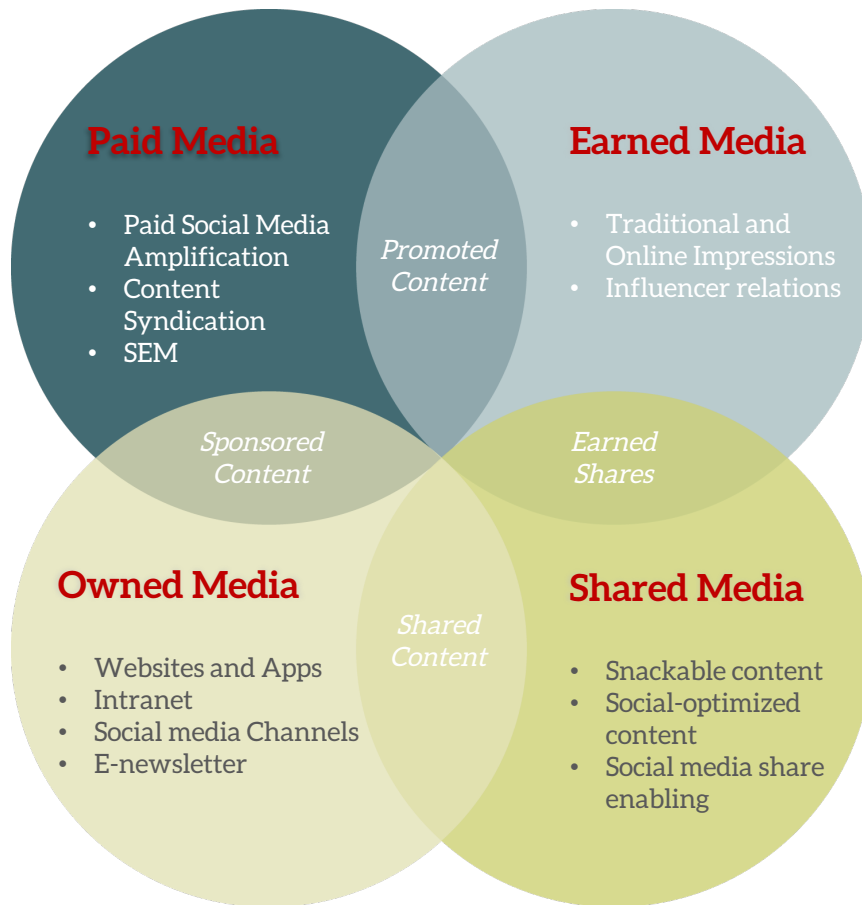 Paid Media
• Paid Social Media
Amplification
• Content
Syndication
• SEM
Promoted
Content
Earned Media
• Traditional and
Online Impressions
• Influencer relations
Sponsored
Content
Earned
Shares
Owned Media
• Websites and Apps
• Intranet
• Social media Channels
• E-newsletter
Shared
Content
Shared Media
• Snackable content
• Social-optimized
content
• Social media share
enabling